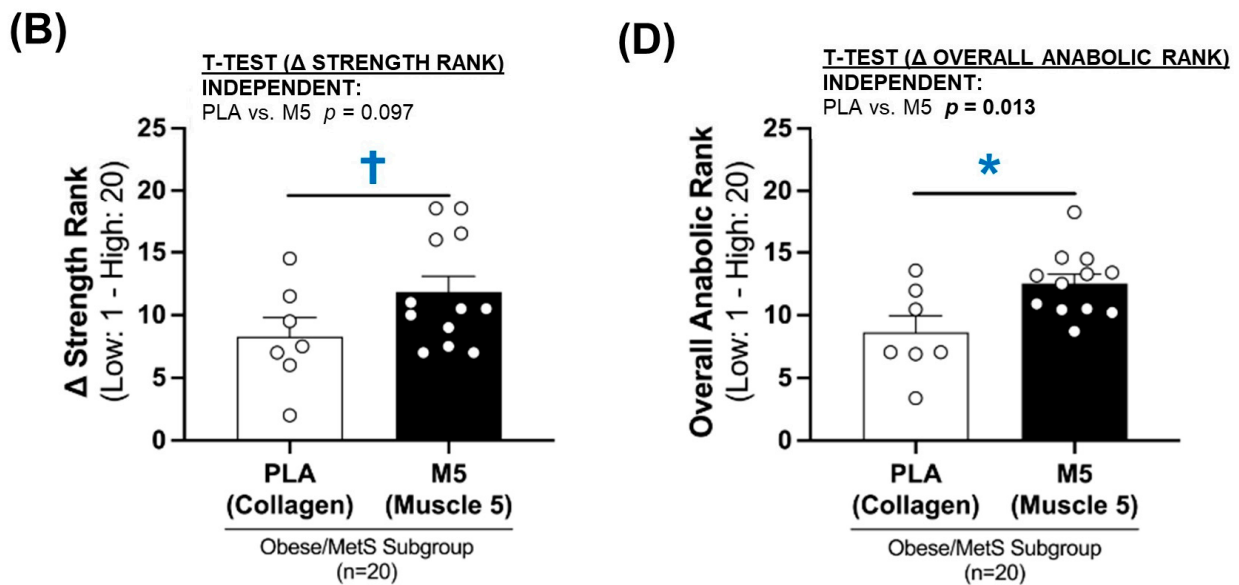 (B)
T-TEST (Δ STRENGTH RANK)
INDEPENDENT:
PLA vs. M5 p = 0.097
†
Δ Strength Rank
(Low: 1 - High: 20)
25
20
15
10
5
0
PLA
(Collagen)
M5
(Muscle 5)
Obese/MetS Subgroup
(n=20)
(D)
T-TEST (Δ OVERALL ANABOLIC RANK)
INDEPENDENT:
PLA vs. M5 p = 0.013
*
Overall Anabolic Rank
(Low: 1 - High: 20)
25
20
15
10
5
0
PLA
(Collagen)
M5
(Muscle 5)
Obese/MetS Subgroup
(n=20)